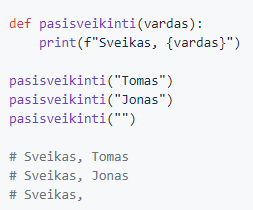 def pasisveikinti(vardas):
    print(f"Sveikas, {vardas}")
pasisveikinti("Tomas")
pasisveikinti("Jonas")
pasisveikinti("")
# Sveikas, Tomas
# Sveikas, Jonas
# Sveikas,